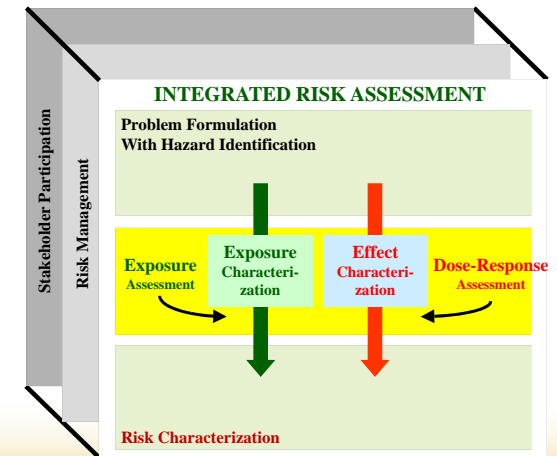 INTEGRATED RISK ASSESSMENT
Problem Formulation
With Hazard Identification
Stakeholder Participation
Risk Management
Exposure
Assessment
Exposure
Characteri-
zation
Effect
Characteri-
zation
Dose-Response
Assessment
Risk Characterization